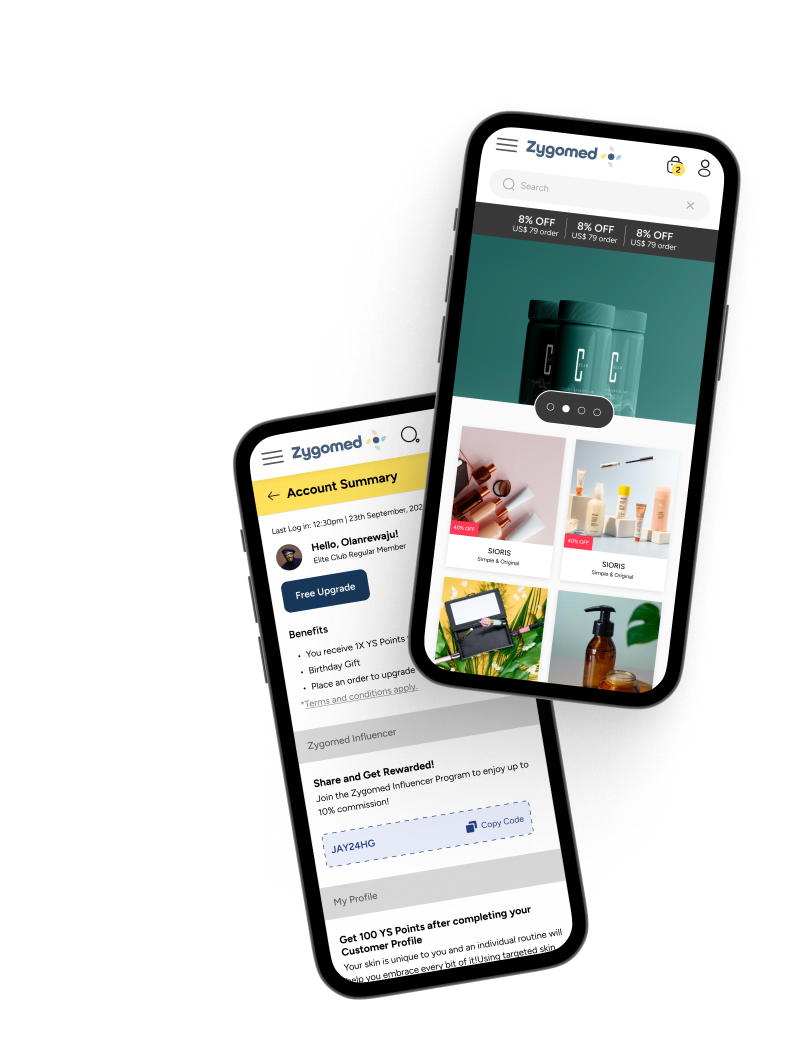 Zygomed
2
Search
8% OFF
US$ 79 order
8% OFF
US$ 79 order
8% OFF
US$ 79 order
40% OFF
SIORIS
Simple & Original
40% OFF
SIORIS
Simple & Original
Zygomed
Account Summary
Last Log in: 12:30pm | 23th September, 202
Hello, Olanrewaju!
Elite Club Regular Member
Free Upgrade
Benefits
• You receive 1X YS Points
• Birthday Gift
• Place an order to upgrade
*Terms and conditions apply.
Zygomed Influencer
Share and Get Rewarded!
Join the Zygomed Influencer Program to enjoy up to
10% commission!
JAY24HG
Copy Code
My Profile
Get 100 YS Points after completing your
Customer Profile
Your skin is unique to you and an individual routine will
help you embrace every bit of it!Using targeted skin